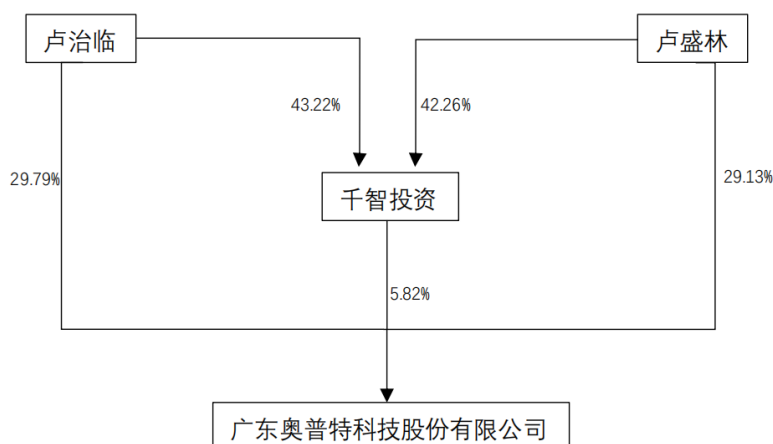 卢治临
卢盛林
43.22%
42.26%
29.79%
29.13%
千智投资
5.82%
广东奥普特科技股份有限公司